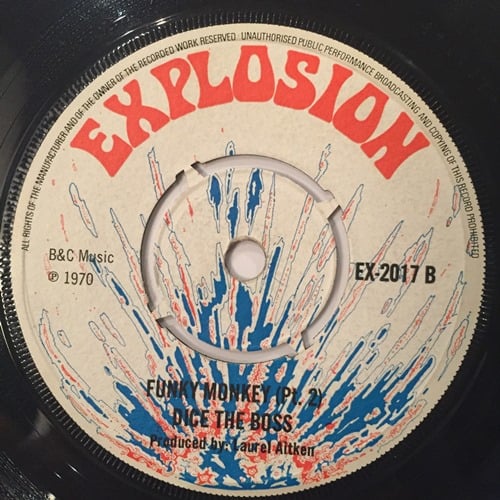 ALL RIGHTS OF THE MANUFACTURER AND OF THE OWNER OF THE RECORDED WORK RESERVED UNAUTHORISED PUBLIC PERFORMANCE BROADCASTING AND COPYING OF THIS RECORD PROHIBITED
EXPLOSION
B&C Music
℗ 1970
EX-2017 B
FUNKY MONKEY (Pt. 2)
DICE THE BOSS
Produced by: Laurel Aitken